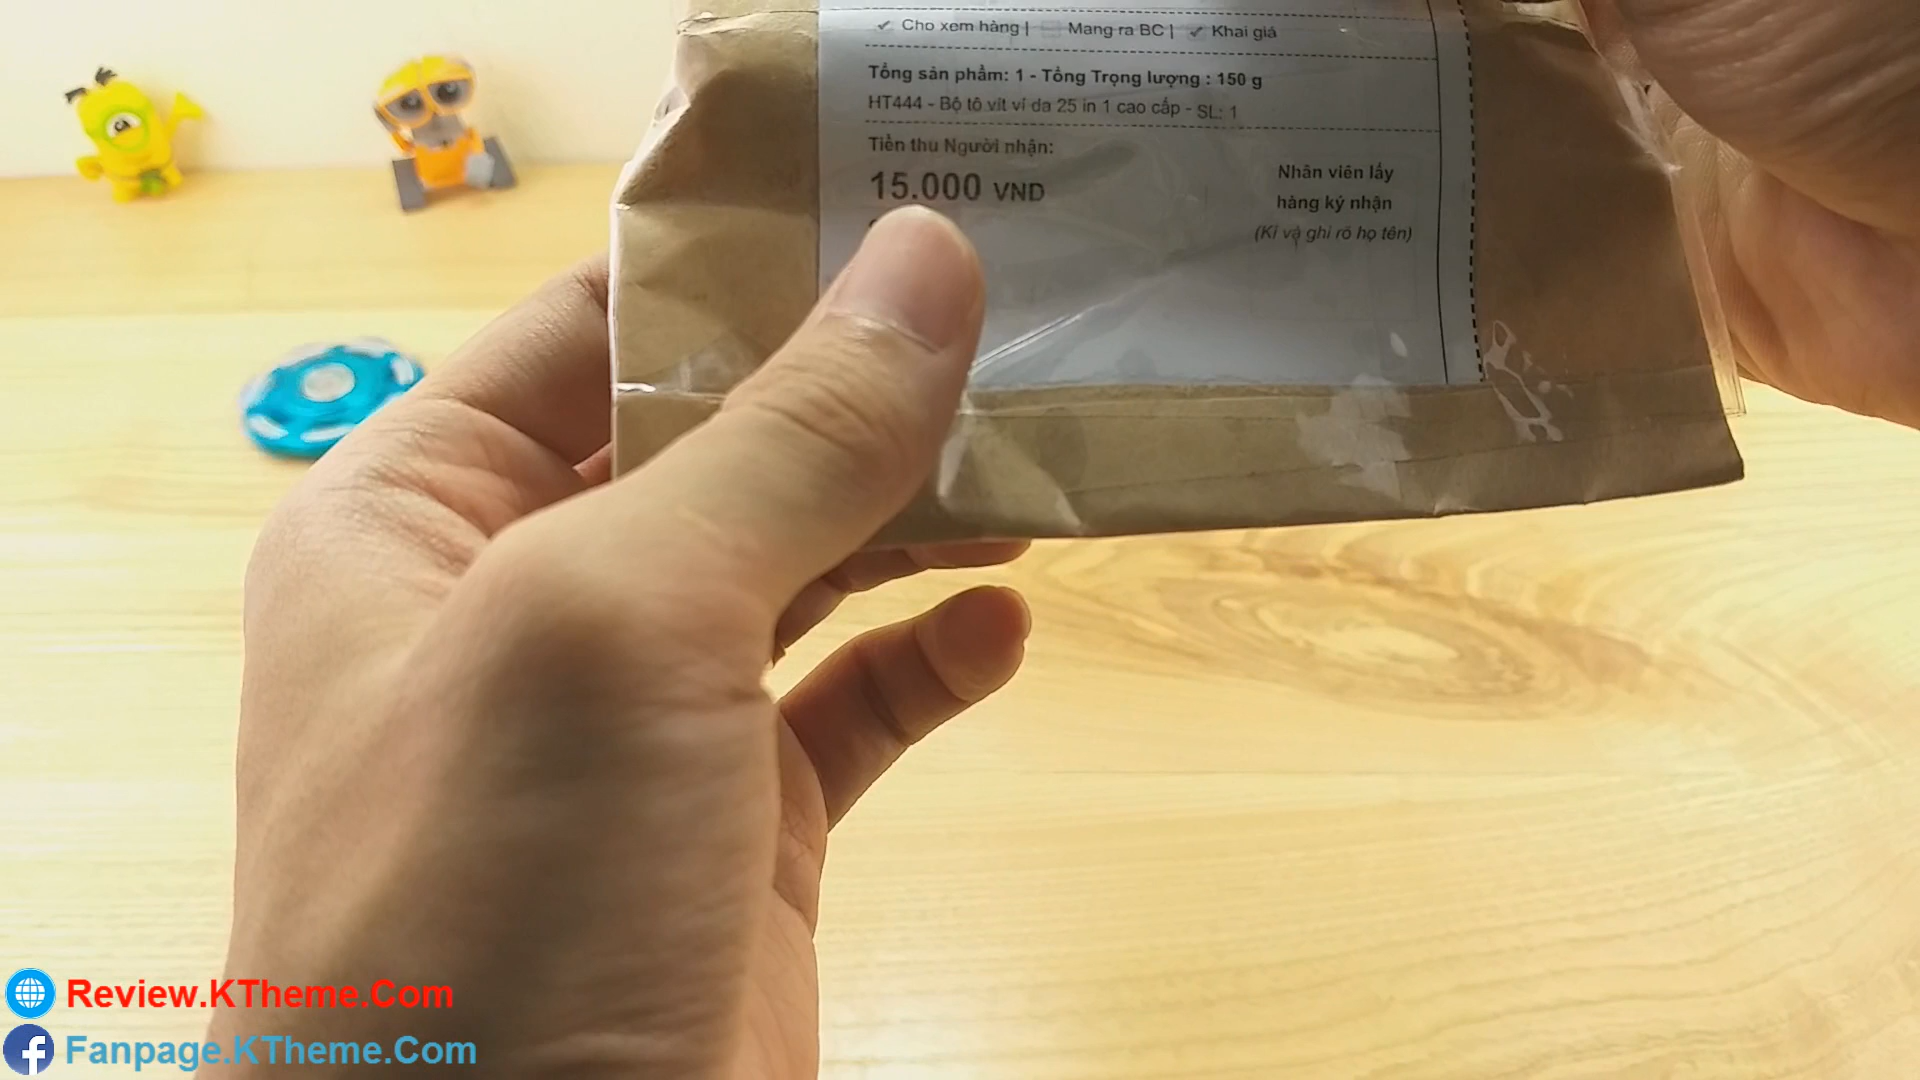 ✓ Cho xem hàng | Mang ra BC | ✓ Khai giá
Tổng sản phẩm: 1 - Tổng Trọng lượng : 150 g
HT444 - Bộ tô vít ví da 25 in 1 cao cấp - SL: 1
Tiền thu Người nhận:
15.000 VND
Nhân viên lấy
hàng ký nhận
(Kí và ghi rõ họ tên)
Review.KTheme.Com
Fanpage.KTheme.Com